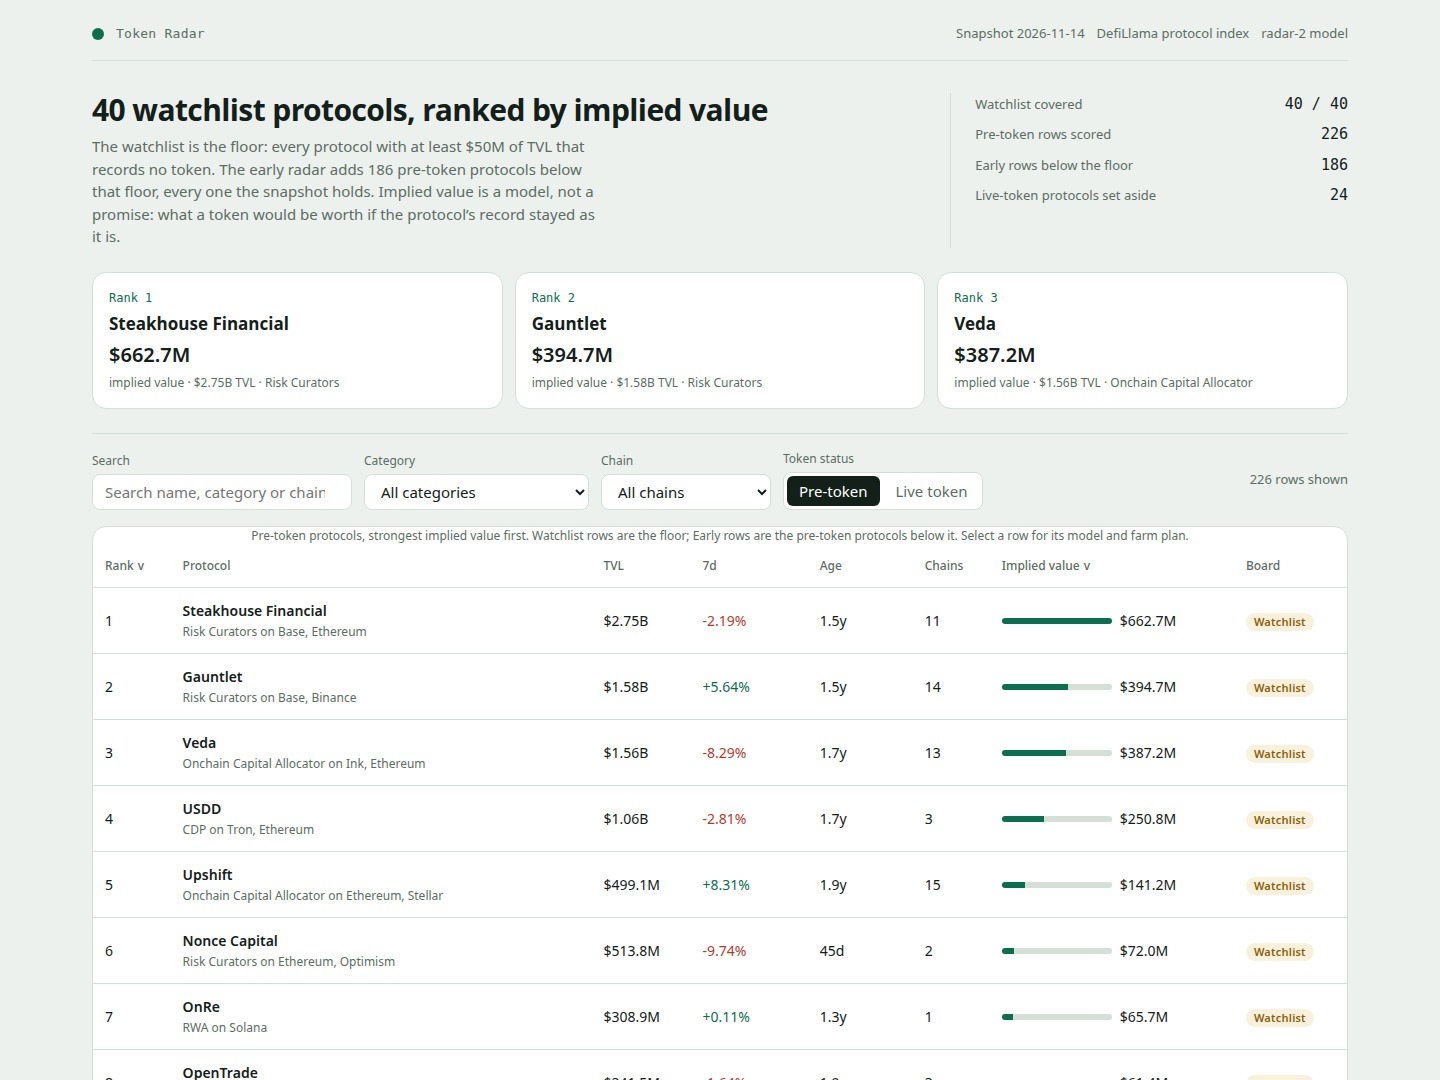 Token Radar
Snapshot 2026-11-14 DefiLlama protocol index radar-2 model
40 watchlist protocols, ranked by implied value
The watchlist is the floor: every protocol with at least $50M of TVL that
records no token. The early radar adds 186 pre-token protocols below
that floor, every one the snapshot holds. Implied value is a model, not a
promise: what a token would be worth if the protocol's record stayed as
it is.
Watchlist covered 40 / 40
Pre-token rows scored 226
Early rows below the floor 186
Live-token protocols set aside 24
Rank 1
Steakhouse Financial
$662.7M
implied value · $2.75B TVL · Risk Curators
Rank 2
Gauntlet
$394.7M
implied value · $1.58B TVL · Risk Curators
Rank 3
Veda
$387.2M
implied value · $1.56B TVL · Onchain Capital Allocator
Search Category Chain Token status
Search name, category or chain All categories All chains Pre-token Live token
226 rows shown
Pre-token protocols, strongest implied value first. Watchlist rows are the floor; Early rows are the pre-token protocols below it. Select a row for its model and farm plan.
Rank v Protocol TVL 7d Age Chains Implied value v Board
1 Steakhouse Financial $2.75B -2.19% 1.5y 11 $662.7M Watchlist
Risk Curators on Base, Ethereum
2 Gauntlet $1.58B +5.64% 1.5y 14 $394.7M Watchlist
Risk Curators on Base, Binance
3 Veda $1.56B -8.29% 1.7y 13 $387.2M Watchlist
Onchain Capital Allocator on Ink, Ethereum
4 USDD $1.06B -2.81% 1.7y 3 $250.8M Watchlist
CDP on Tron, Ethereum
5 Upshift $499.1M +8.31% 1.9y 15 $141.2M Watchlist
Onchain Capital Allocator on Ethereum, Stellar
6 Nonce Capital $513.8M -9.74% 45d 2 $72.0M Watchlist
Risk Curators on Ethereum, Optimism
7 OnRe $308.9M +0.11% 1.3y 1 $65.7M Watchlist
RWA on Solana
OpenTrade